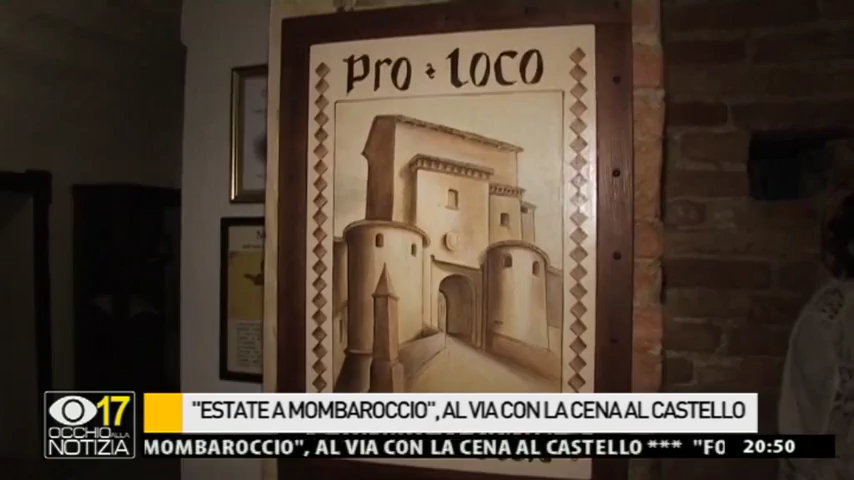 PRO LOCO
17
OCCHIO ALLA
NOTIZIA
"ESTATE A MOMBAROCCIO", AL VIA CON LA CENA AL CASTELLO
MOMBAROCCIO", AL VIA CON LA CENA AL CASTELLO *** "FO
20:50